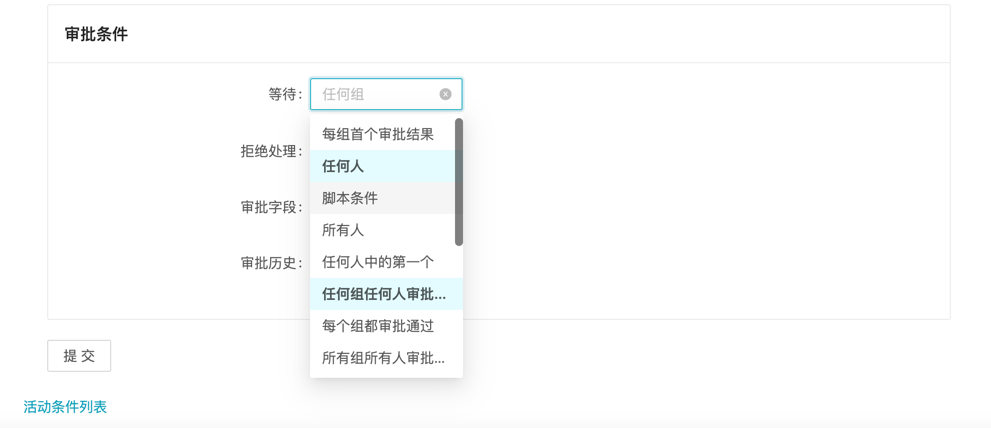 审批条件
等待：
任何组
每组首个审批结果
拒绝处理：
任何人
脚本条件
审批字段：
所有人
任何人中的第一个
审批历史：
任何组任何人审批...
每个组都审批通过
所有组所有人审批...
提 交
活动条件列表